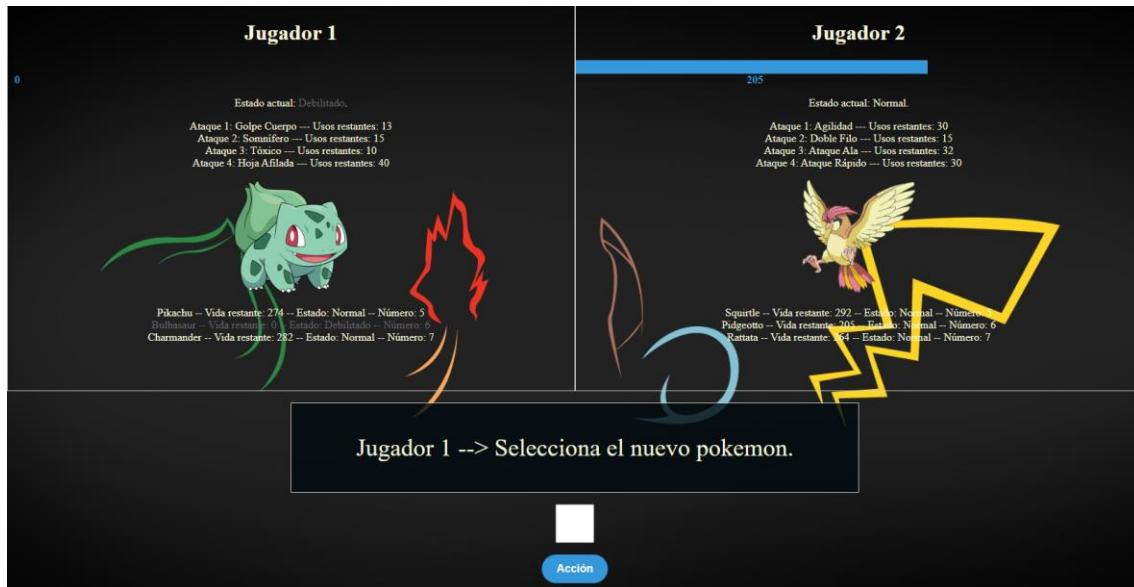 Jugador 1
0
Estado actual: Debilitado.
Ataque 1: Golpe Cuerpo --- Usos restantes: 13
Ataque 2: Somnífero --- Usos restantes: 15
Ataque 3: Tóxico --- Usos restantes: 10
Ataque 4: Hoja Afilada --- Usos restantes: 40
Pikachu -- Vida restante: 274 -- Estado: Normal -- Número: 5
Bulbasaur -- Vida restante: 0 -- Estado: Debilitado -- Número: 6
Charmander -- Vida restante: 282 -- Estado: Normal -- Número: 7
Jugador 2
205
Estado actual: Normal.
Ataque 1: Agilidad --- Usos restantes: 30
Ataque 2: Doble Filo --- Usos restantes: 15
Ataque 3: Ataque Ala --- Usos restantes: 32
Ataque 4: Ataque Rápido --- Usos restantes: 30
Squirtle -- Vida restante: 292 -- Estado: Normal -- Número: 5
Pidgeotto -- Vida restante: 205 -- Estado: Normal -- Número: 6
Rattata -- Vida restante: 264 -- Estado: Normal -- Número: 7
Jugador 1 --> Selecciona el nuevo pokemon.
Acción